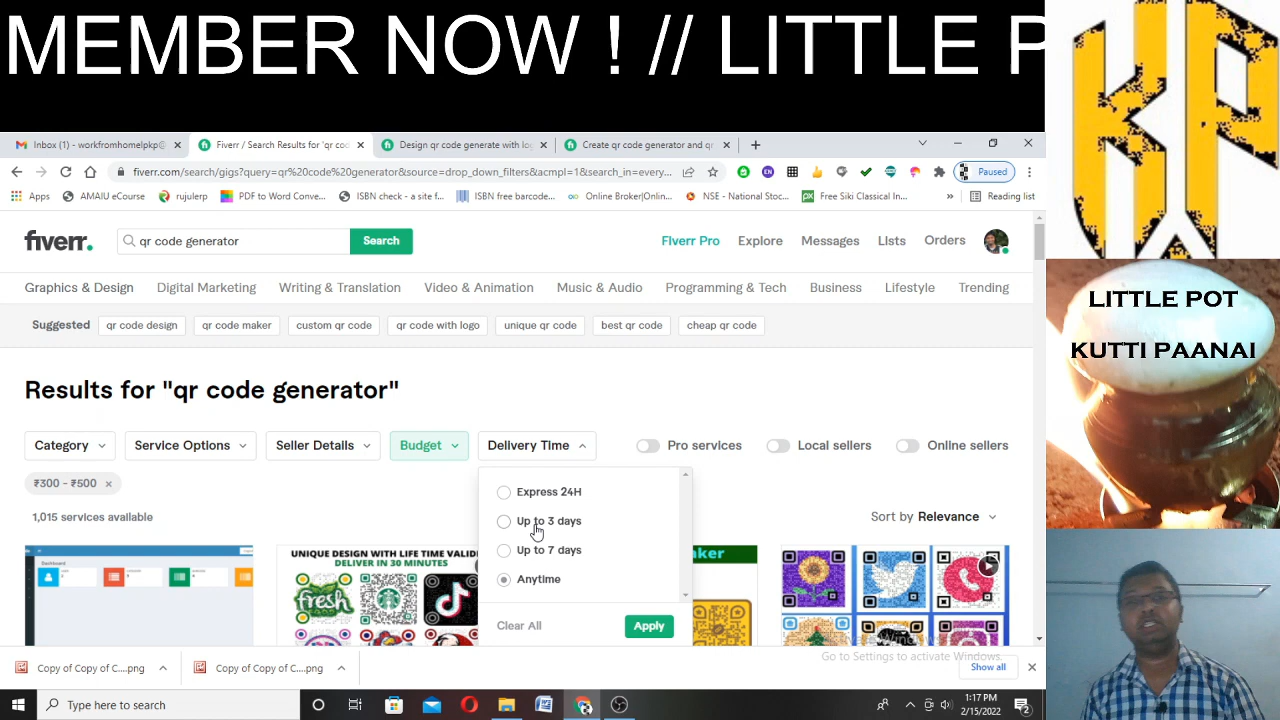 MEMBER NOW ! // LITTLE P
Inbox (1) - workfromhomelpkp@
Fiverr / Search Results for 'qr co
Design qr code generate with lo
Create qr code generator and qr
fiverr.com/search/gigs?query=qr%20code%20generator&source=drop_down_filters&acmpl=1&search_in=every...
Paused
Apps
AMAIU eCourse
rujulerp
PDF to Word Conve...
ISBN check - a site f...
ISBN free barcode...
Online Broker|Onlin...
NSE - National Stoc...
Free Siki Classical In...
»
Reading list
fiverr.
qr code generator
Search
Fiverr Pro
Explore
Messages
Lists
Orders
Graphics & Design
Digital Marketing
Writing & Translation
Video & Animation
Music & Audio
Programming & Tech
Business
Lifestyle
Trending
Suggested
qr code design
qr code maker
custom qr code
qr code with logo
unique qr code
best qr code
cheap qr code
Results for "qr code generator"
Category
Service Options
Seller Details
Budget
Delivery Time
Pro services
Local sellers
Online sellers
₹300 - ₹500
1,015 services available
Express 24H
Up to 3 days
Up to 7 days
Anytime
Clear All
Apply
Sort by Relevance
Dashboard
UNIQUE DESIGN WITH LIFE TIME VALID
DELIVER IN 30 MINUTES
fresh
ker
Go to Settings to activate Windows.
Copy of Copy of C....png
Copy of Copy of C....png
Show all
Type here to search
1:17 PM
2/15/2022
2
KP
LITTLE POT
KUTTI PAANAI